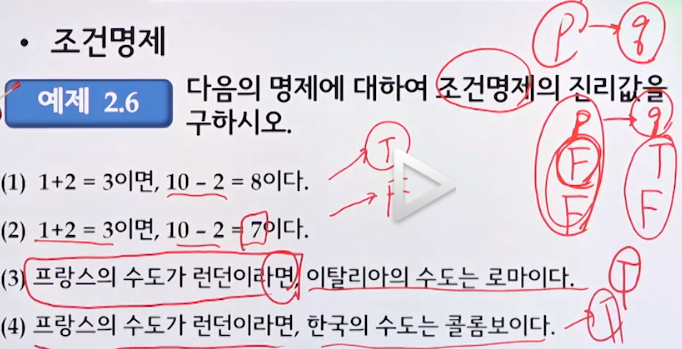 • 조건명제
p → q
예제 2.6
다음의 명제에 대하여 조건명제의 진리값을
구하시오.
p → q
F T
F F
(1) 1+2 = 3이면, 10 – 2 = 8이다.
T
(2) 1+2 = 3이면, 10 – 2 = 7이다.
F
(3) 프랑스의 수도가 런던이라면, 이탈리아의 수도는 로마이다.
T
(4) 프랑스의 수도가 런던이라면, 한국의 수도는 콜롬보이다.
T